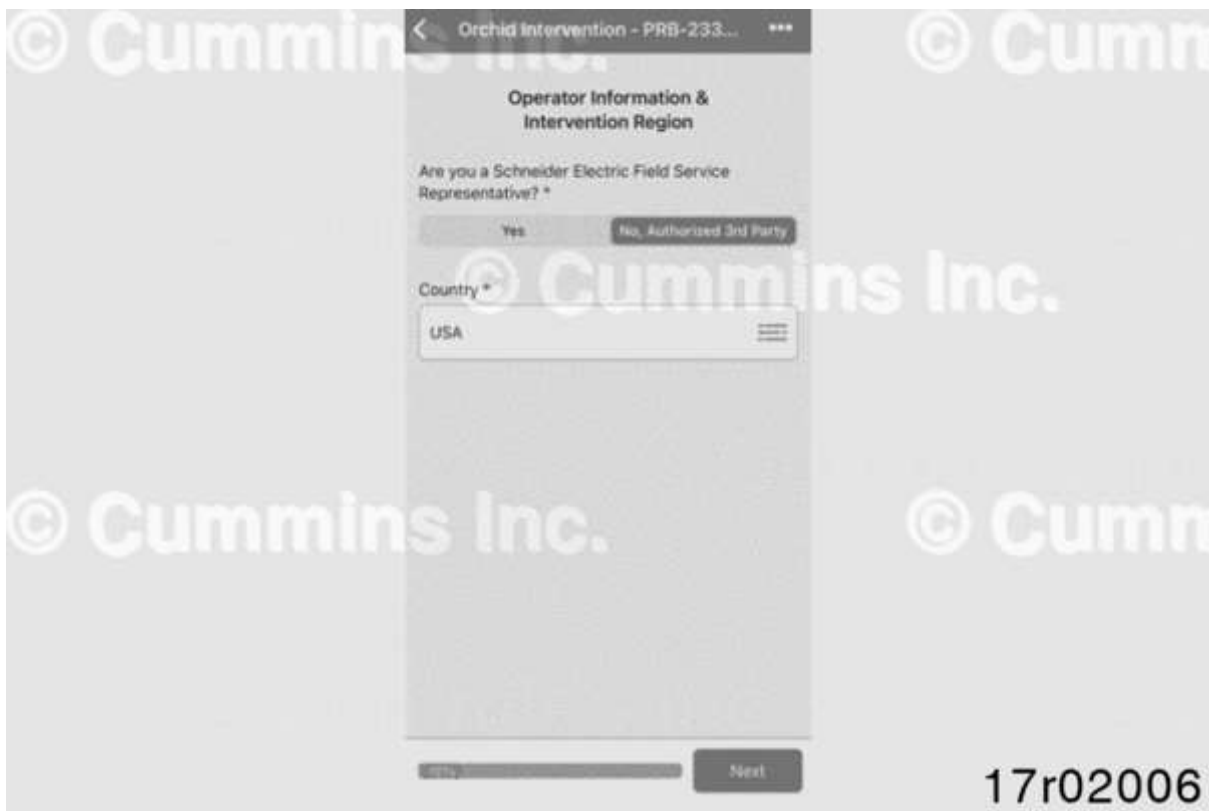 © Cummins Inc.
© Cumm
Orchid Intervention - PRB-233...
Operator Information &
Intervention Region
Are you a Schneider Electric Field Service
Representative? *
Yes
No, Authorized 3rd Party
© Cummins Inc.
Country *
USA
© Cummins Inc.
© Cumm
Next
17r02006